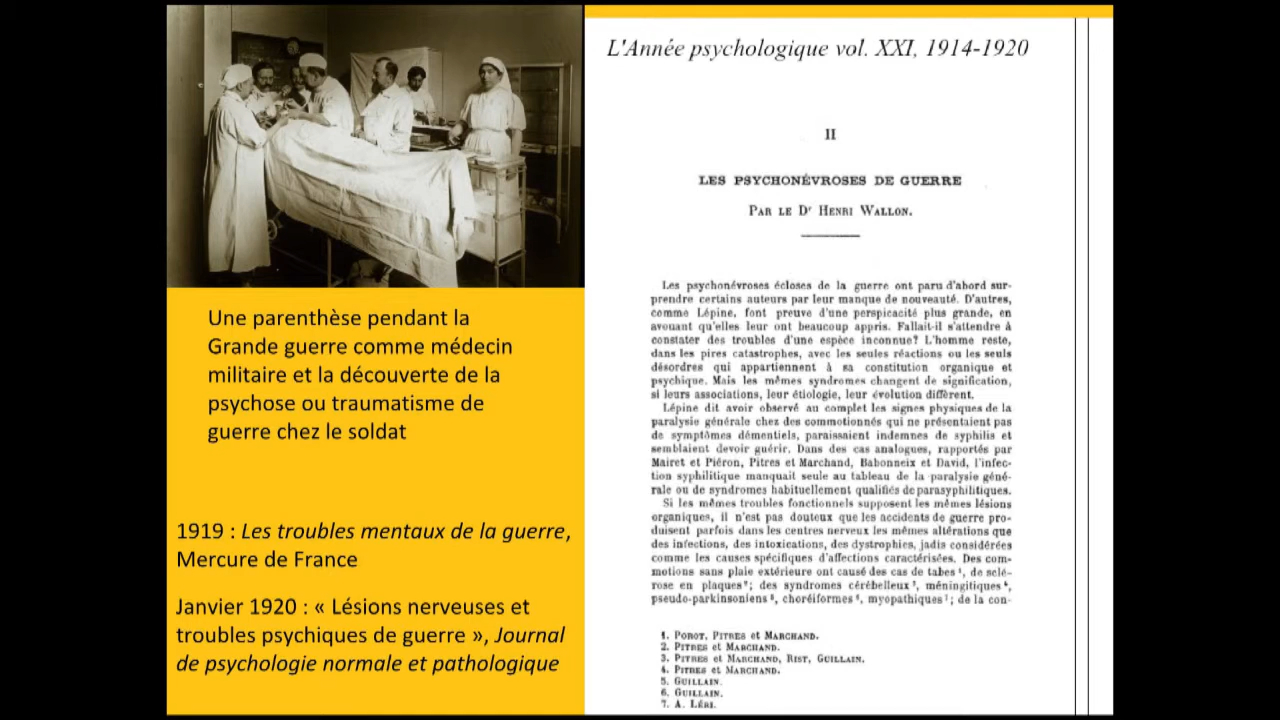 Une parenthèse pendant la
Grande guerre comme médecin
militaire et la découverte de la
psychose ou traumatisme de
guerre chez le soldat
1919 : Les troubles mentaux de la guerre,
Mercure de France
Janvier 1920 : « Lésions nerveuses et
troubles psychiques de guerre », Journal
de psychologie normale et pathologique
L'Année psychologique vol. XXI, 1914-1920
II
LES PSYCHONÉVROSES DE GUERRE
PAR LE Dr HENRI WALLON.
Les psychonévroses écloses de la guerre ont paru d'abord sur-
prendre certains auteurs par leur manque de nouveauté. D'autres,
comme Lépine, font preuve d'une perspicacité plus grande, en
avouant qu'elles leur ont beaucoup appris. Fallait-il s'attendre à
constater des troubles d'une espèce inconnue? L'homme reste,
dans les pires catastrophes, avec les seules réactions ou les seuls
désordres qui appartiennent à sa constitution organique et
psychique. Mais les mêmes syndromes changent de signification,
si leurs associations, leur étiologie, leur évolution diffèrent.
Lépine dit avoir observé au complet les signes physiques de la
paralysie générale chez des commotionnés qui ne présentaient pas
de symptômes démentiels, paraissaient indemnes de syphilis et
semblaient devoir guérir. Dans des cas analogues, rapportés par
Mairet et Piéron, Pitres et Marchand, Babonneix et David, l'infec-
tion syphilitique manquait seule au tableau de la paralysie géné-
rale ou de syndromes habituellement qualifiés de parasyphilitiques.
Si les mêmes troubles fonctionnels supposent les mêmes lésions
organiques, il n'est pas douteux que les accidents de guerre pro-
duisent parfois dans les centres nerveux les mêmes altérations que
des infections, des intoxications, des dystrophies, jadis considérées
comme les causes spécifiques d'affections caractérisées. Des com-
motions sans plaie extérieure ont causé des cas de tabes¹, de sclé-
rose en plaques²; des syndromes cérébelleux³, méningitiques⁴,
pseudo-parkinsoniens⁵, choréiformes⁶, myopathiques⁷; de la con-
1. POROT, PITRES et MARCHAND.
2. PITRES et MARCHAND.
3. PITRES et MARCHAND, RIST, GUILLAIN.
4. PITRES et MARCHAND.
5. GUILLAIN.
6. GUILLAIN.
7. A. LÉRI.